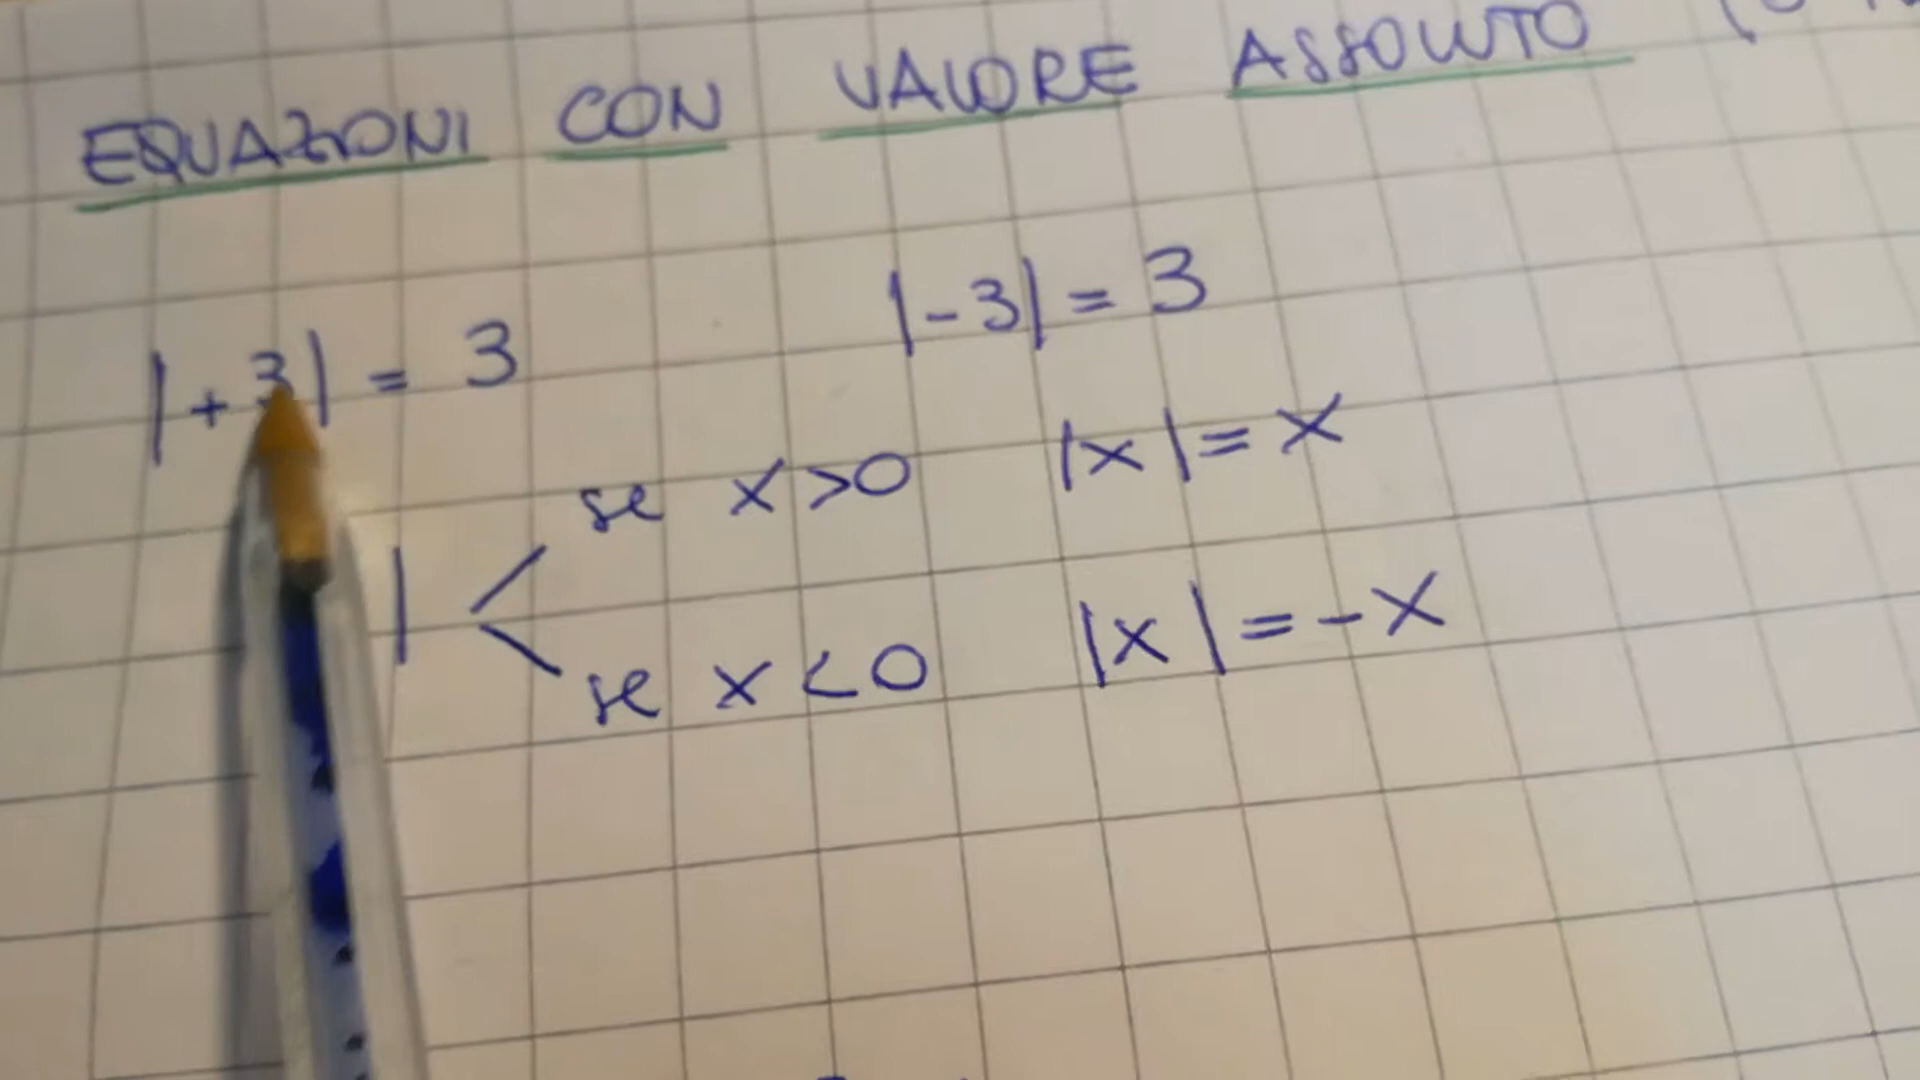 EQUAZIONI CON VALORE ASSOLUTO
|+3| = 3 |-3| = 3
se x>0 |x| = x
| <
se x<0 |x| = -x